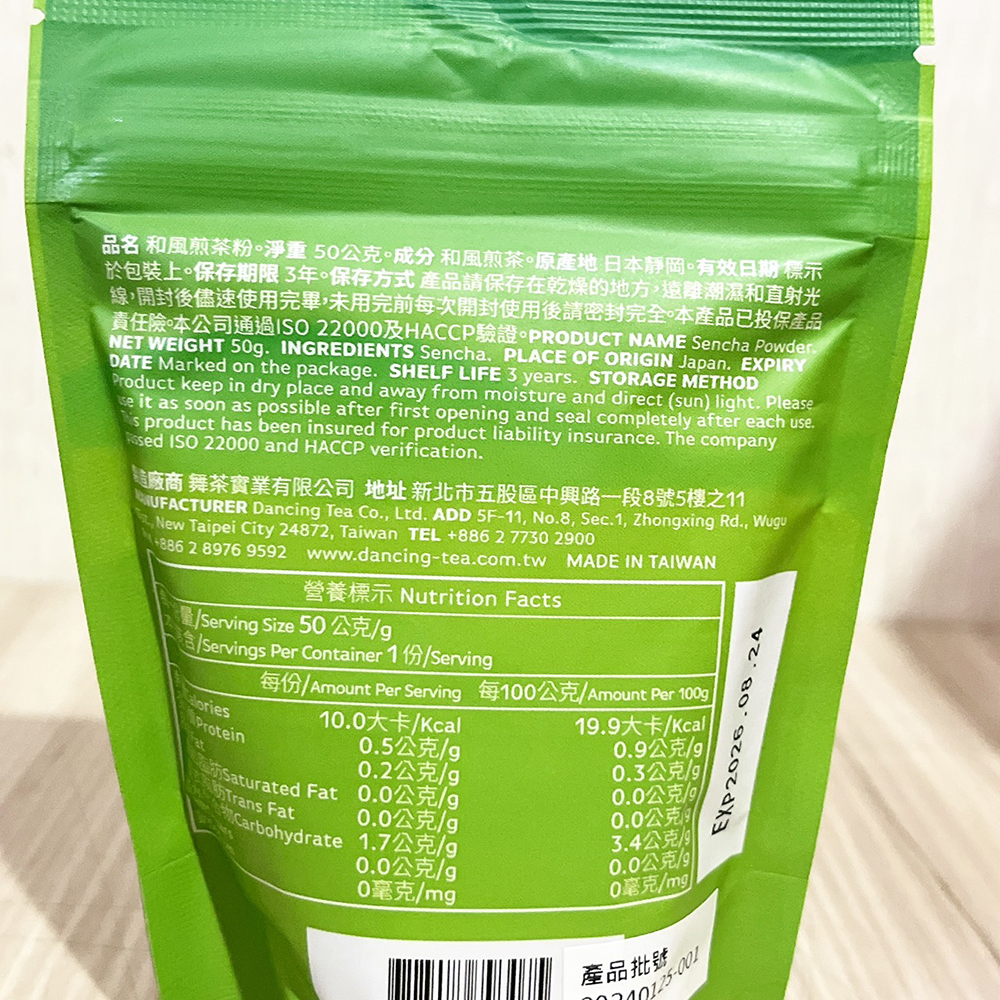 品名 和風煎茶粉。淨重 50公克。成分 和風煎茶。原產地 日本靜岡。有效日期 標示
於包裝上。保存期限 3年。保存方式 產品請保存在乾燥的地方，遠離潮濕和直射光
線，開封後儘速使用完畢，未用完前每次開封使用後請密封完全。本產品已投保產品
責任險。本公司通過ISO 22000及HACCP驗證。PRODUCT NAME Sencha Powder.
NET WEIGHT 50g. INGREDIENTS Sencha. PLACE OF ORIGIN Japan. EXPIRY
DATE Marked on the package. SHELF LIFE 3 years. STORAGE METHOD
Product keep in dry place and away from moisture and direct (sun) light. Please
use it as soon as possible after first opening and seal completely after each use.
This product has been insured for product liability insurance. The company
passed ISO 22000 and HACCP verification.
廠商 舞茶實業有限公司 地址 新北市五股區中興路一段8號5樓之11
MANUFACTURER Dancing Tea Co., Ltd. ADD 5F-11, No.8, Sec.1, Zhongxing Rd., Wugu
New Taipei City 24872, Taiwan TEL +886 2 7730 2900
+886 2 8976 9592 www.dancing-tea.com.tw MADE IN TAIWAN
營養標示 Nutrition Facts
量/Serving Size 50 公克/g
含/Servings Per Container 1 份/Serving
每份/Amount Per Serving 每100公克/Amount Per 100g
Calories 10.0大卡/Kcal 19.9大卡/Kcal
Protein 0.5公克/g 0.9公克/g
Fat 0.2公克/g 0.3公克/g
Saturated Fat 0.0公克/g 0.0公克/g
Trans Fat 0.0公克/g 0.0公克/g
Carbohydrate 1.7公克/g 3.4公克/g
0.0公克/g 0.0公克/g
0毫克/mg 0毫克/mg
EXP2026.08.24
產品批號
20240125-001